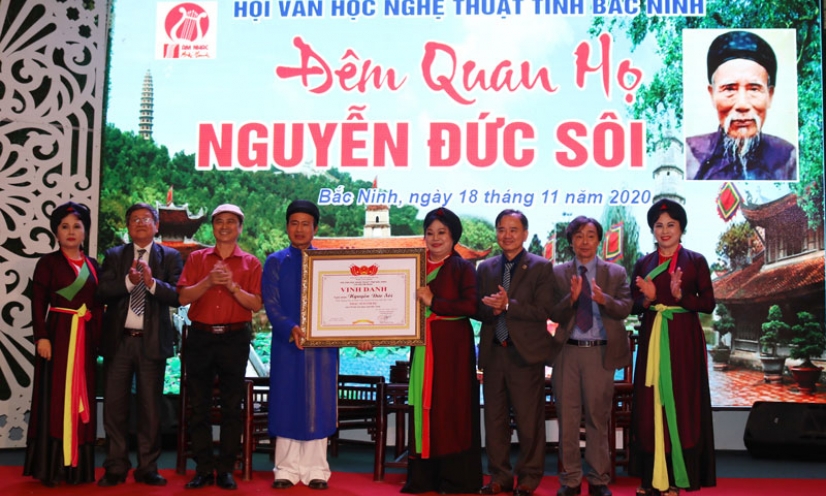 HỘI VĂN HỌC NGHỆ THUẬT TỈNH BẮC NINH
Đêm Quan Họ
NGUYỄN ĐỨC SÔI
Bắc Ninh, ngày 18 tháng 11 năm 2020
VINH DANH